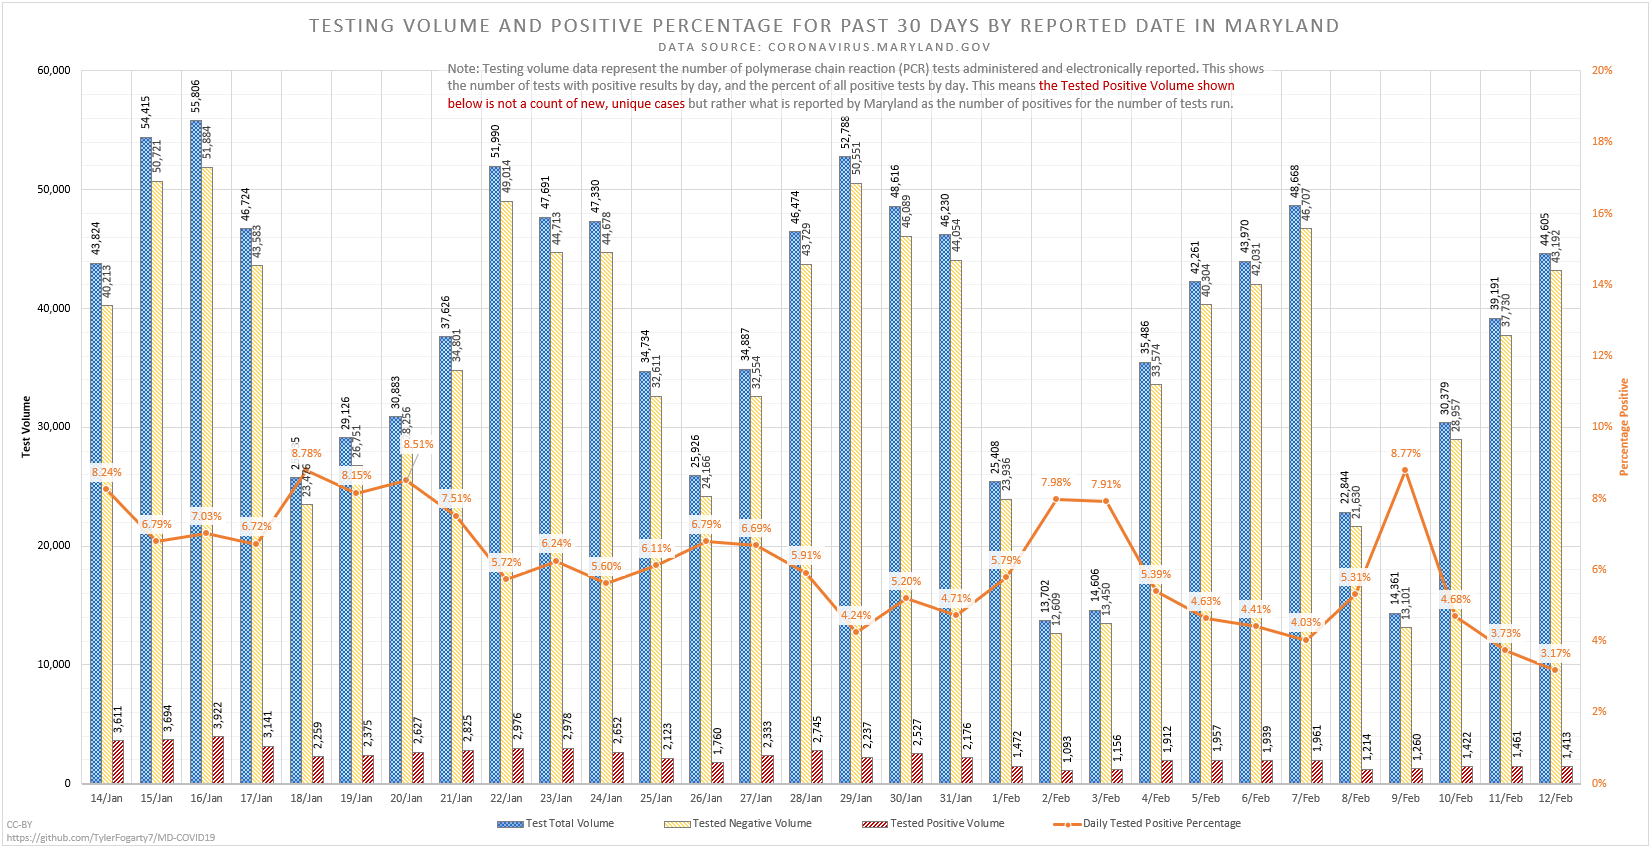 TESTING VOLUME AND POSITIVE PERCENTAGE FOR PAST 30 DAYS BY REPORTED DATE IN MARYLAND
DATA SOURCE: CORONAVIRUS.MARYLAND.GOV
Note: Testing volume data represent the number of polymerase chain reaction (PCR) tests administered and electronically reported. This shows
the number of tests with positive results by day, and the percent of all positive tests by day. This means the Tested Positive Volume shown
below is not a count of new, unique cases but rather what is reported by Maryland as the number of positives for the number of tests run.
Test Volume
60,000
50,000
40,000
30,000
20,000
10,000
0
Percentage Positive
20%
18%
16%
14%
12%
10%
8%
6%
4%
2%
0%
43,824 40,213 8.24% 3,611
54,415 50,721 6.79% 3,694
55,806 51,884 7.03% 3,922
46,724 43,583 6.72% 3,141
23,476 8.78% 2,259
29,126 26,751 8.15% 2,375
30,883 8.51% 2,627
37,626 34,801 7.51% 2,825
51,990 49,014 5.72% 2,976
47,691 44,713 6.24% 2,978
47,330 44,678 5.60% 2,652
34,734 32,611 6.11% 2,123
25,926 24,166 6.79% 1,760
34,887 32,554 6.69% 2,333
46,474 43,729 5.91% 2,745
52,788 50,551 4.24% 2,237
48,616 46,089 5.20% 2,527
46,230 44,054 4.71% 2,176
25,408 23,936 5.79% 1,472
13,702 12,609 7.98% 1,093
14,606 13,450 7.91% 1,156
35,486 33,574 5.39% 1,912
42,261 40,304 4.63% 1,957
43,970 42,031 4.41% 1,939
48,668 46,707 4.03% 1,961
22,844 21,630 5.31% 1,214
14,361 13,101 8.77% 1,260
30,379 28,957 4.68% 1,422
39,191 37,730 3.73% 1,461
44,605 43,192 3.17% 1,413
14/Jan 15/Jan 16/Jan 17/Jan 18/Jan 19/Jan 20/Jan 21/Jan 22/Jan 23/Jan 24/Jan 25/Jan 26/Jan 27/Jan 28/Jan 29/Jan 30/Jan 31/Jan 1/Feb 2/Feb 3/Feb 4/Feb 5/Feb 6/Feb 7/Feb 8/Feb 9/Feb 10/Feb 11/Feb 12/Feb
Test Total Volume Tested Negative Volume Tested Positive Volume Daily Tested Positive Percentage
CC-BY
https://github.com/TylerFogarty7/MD-COVID19